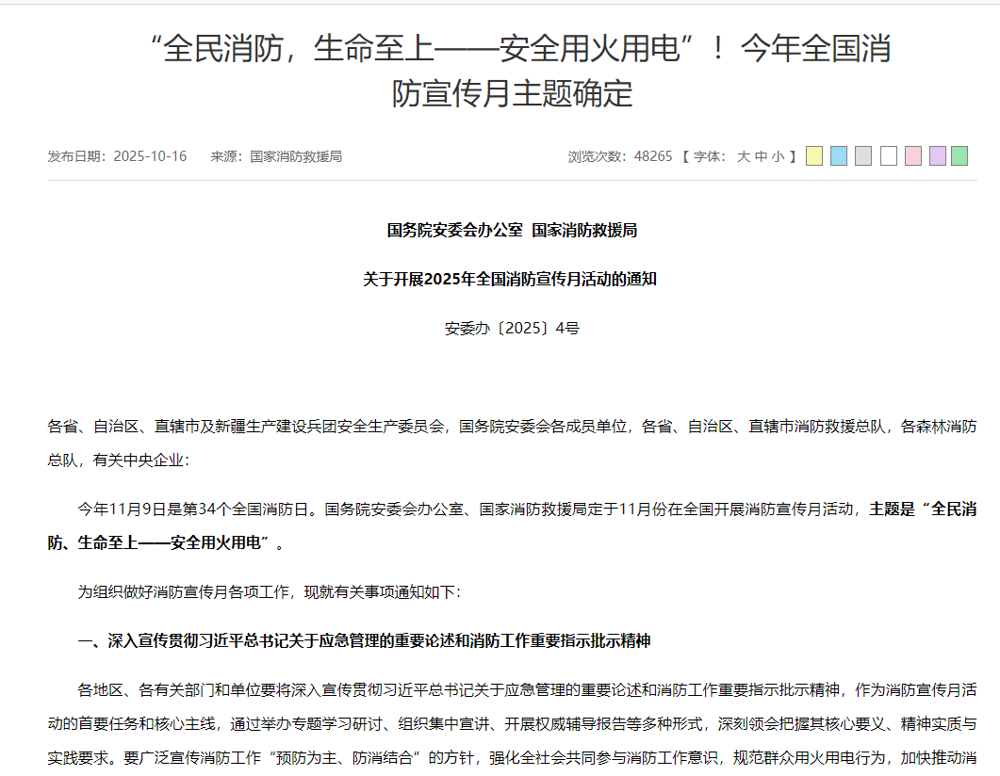 “全民消防，生命至上——安全用火用电”！今年全国消
防宣传月主题确定
发布日期：2025-10-16 来源：国家消防救援局 浏览次数：48265 【 字体： 大 中 小 】
国务院安委会办公室 国家消防救援局
关于开展2025年全国消防宣传月活动的通知
安委办〔2025〕4号
各省、自治区、直辖市及新疆生产建设兵团安全生产委员会，国务院安委会各成员单位，各省、自治区、直辖市消防救援总队，各森林消防
总队，有关中央企业：
今年11月9日是第34个全国消防日。国务院安委会办公室、国家消防救援局定于11月份在全国开展消防宣传月活动，主题是“全民消
防、生命至上——安全用火用电”。
为组织做好消防宣传月各项工作，现就有关事项通知如下：
一、深入宣传贯彻习近平总书记关于应急管理的重要论述和消防工作重要指示批示精神
各地区、各有关部门和单位要将深入宣传贯彻习近平总书记关于应急管理的重要论述和消防工作重要指示批示精神，作为消防宣传月活
动的首要任务和核心主线，通过举办专题学习研讨、组织集中宣讲、开展权威辅导报告等多种形式，深刻领会把握其核心要义、精神实质与
实践要求。要广泛宣传消防工作“预防为主、防消结合”的方针，强化全社会共同参与消防工作意识，规范群众用火用电行为，加快推动消